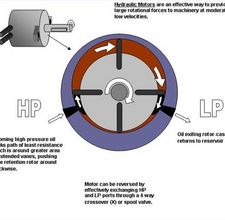 Hydraulic Motors are an effective way to provid
large rotational forces to machinery at moderat
low velocities.
HP
LP
oming high pressure oil
ks path of least resistance
ich is around greater area
extended vanes, pushing
e retention rotor around
ckwise.
Oil exiting rotor-cas
returns to reservoir
Motor can be reversed by
effectively exchanging HP
and LP ports through a 4 way
crossover (X) or spool valve.